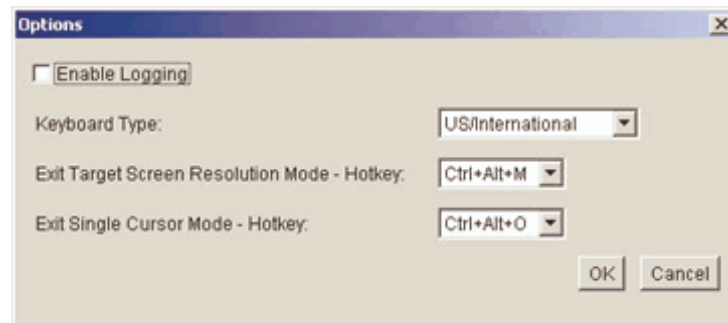 Options
Enable Logging
Keyboard Type: US/International
Exit Target Screen Resolution Mode - Hotkey: Ctrl+Alt+M
Exit Single Cursor Mode - Hotkey: Ctrl+Alt+O
OK Cancel